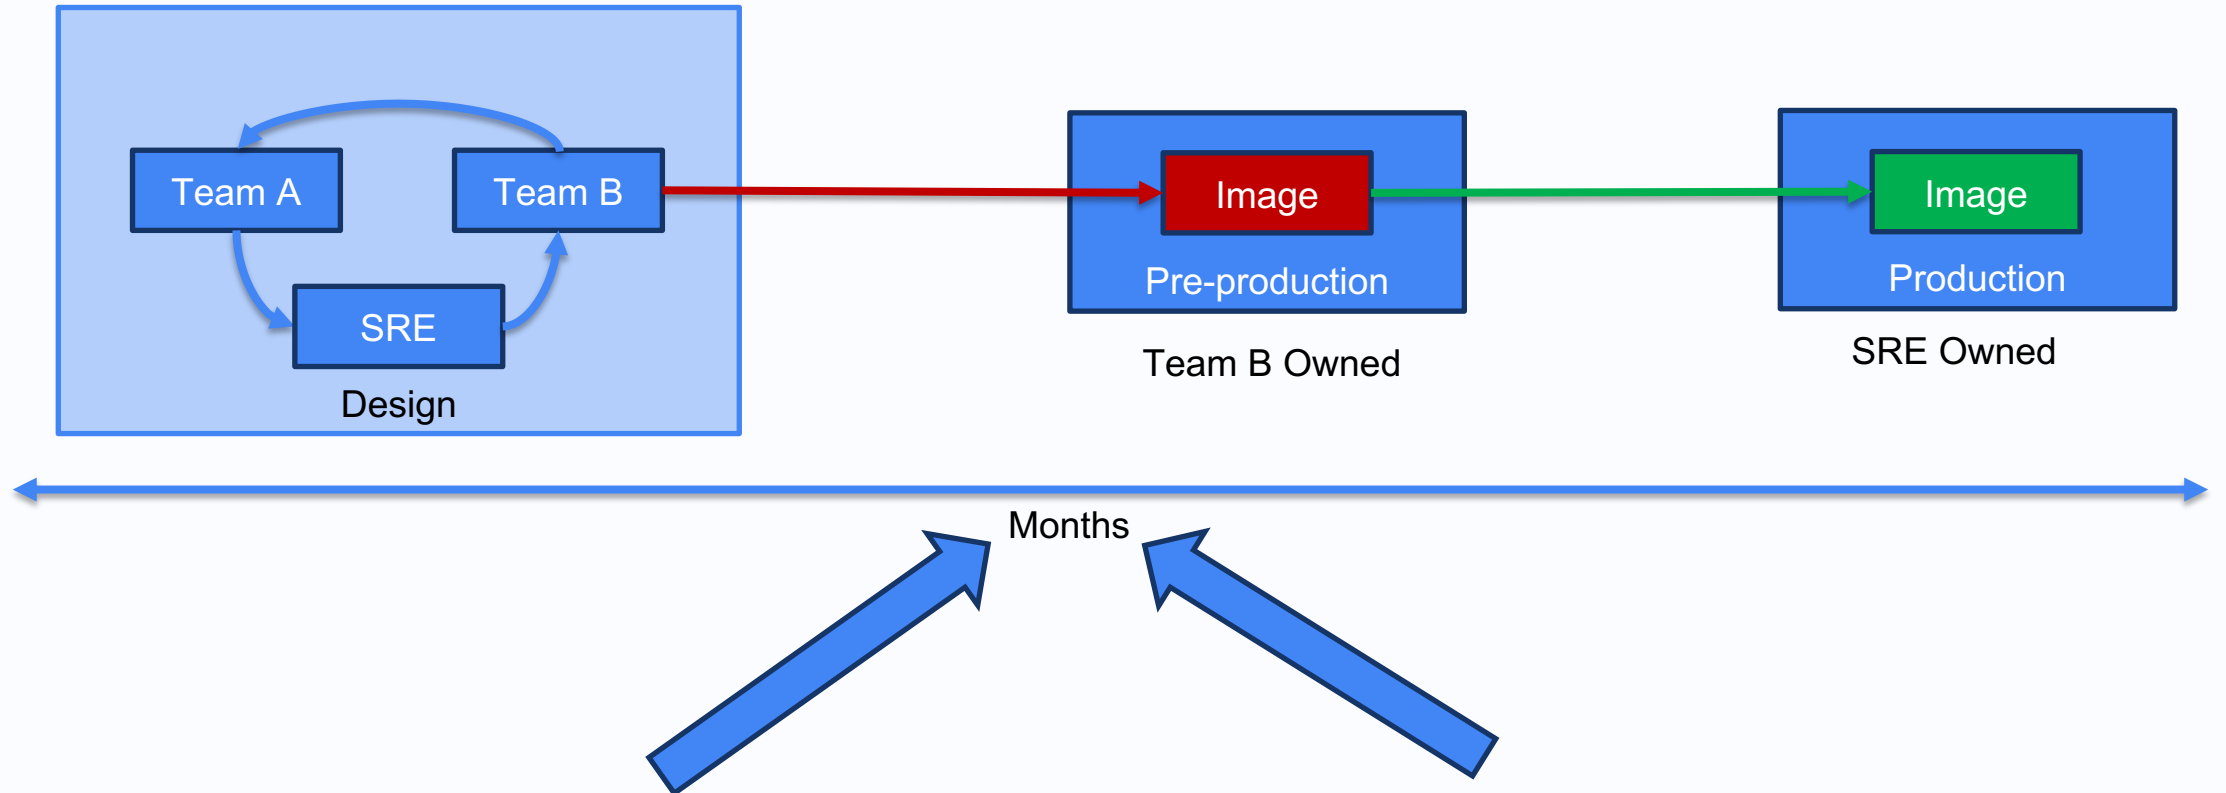 Team A
Team B
SRE
Design
Image
Pre-production
Team B Owned
Image
Production
SRE Owned
Months